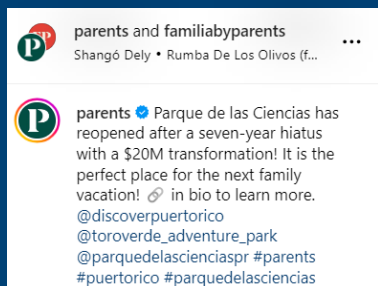 parents and familiabyparents
Shangó Dely • Rumba De Los Olivos (f...
parents Parque de las Ciencias has
reopened after a seven-year hiatus
with a $20M transformation! It is the
perfect place for the next family
vacation! 🔗 in bio to learn more.
@discoverpuertorico
@toroverde_adventure_park
@parquedelascienciaspr #parents
#puertorico #parquedelasciencias